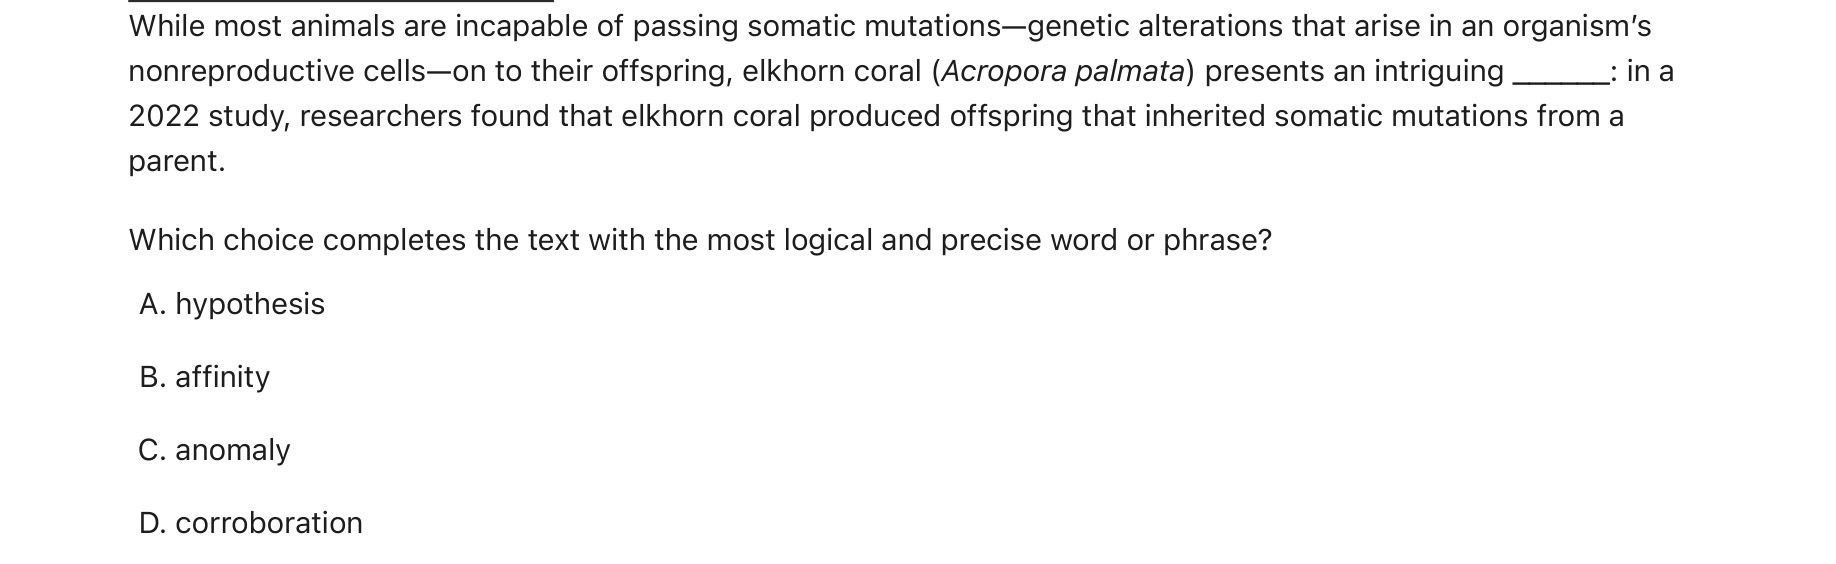 While most animals are incapable of passing somatic mutations—genetic alterations that arise in an organism’s
nonreproductive cells—on to their offspring, elkhorn coral (Acropora palmata) presents an intriguing ______: in a
2022 study, researchers found that elkhorn coral produced offspring that inherited somatic mutations from a
parent.
Which choice completes the text with the most logical and precise word or phrase?
A. hypothesis
B. affinity
C. anomaly
D. corroboration